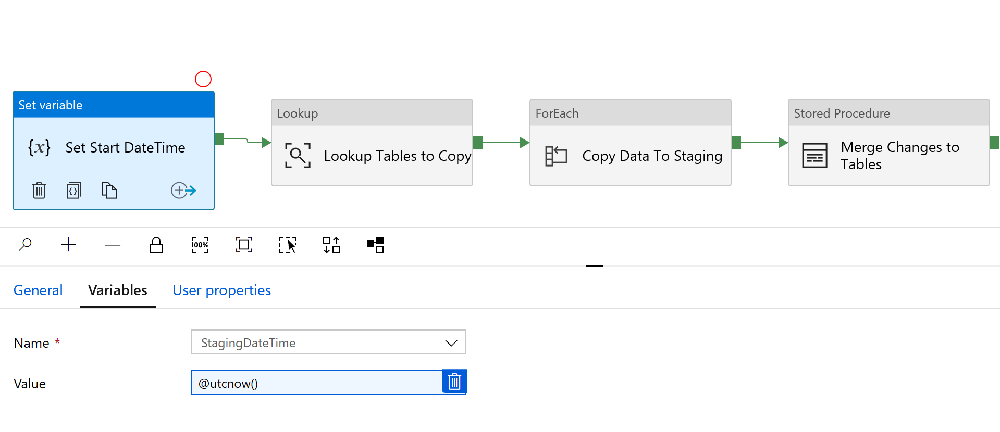 Set variable
{x} Set Start DateTime
{}
Lookup
Lookup Tables to Copy
ForEach
Copy Data To Staging
Stored Procedure
Merge Changes to
Tables
100%
General Variables User properties
Name * StagingDateTime
Value @utcnow()